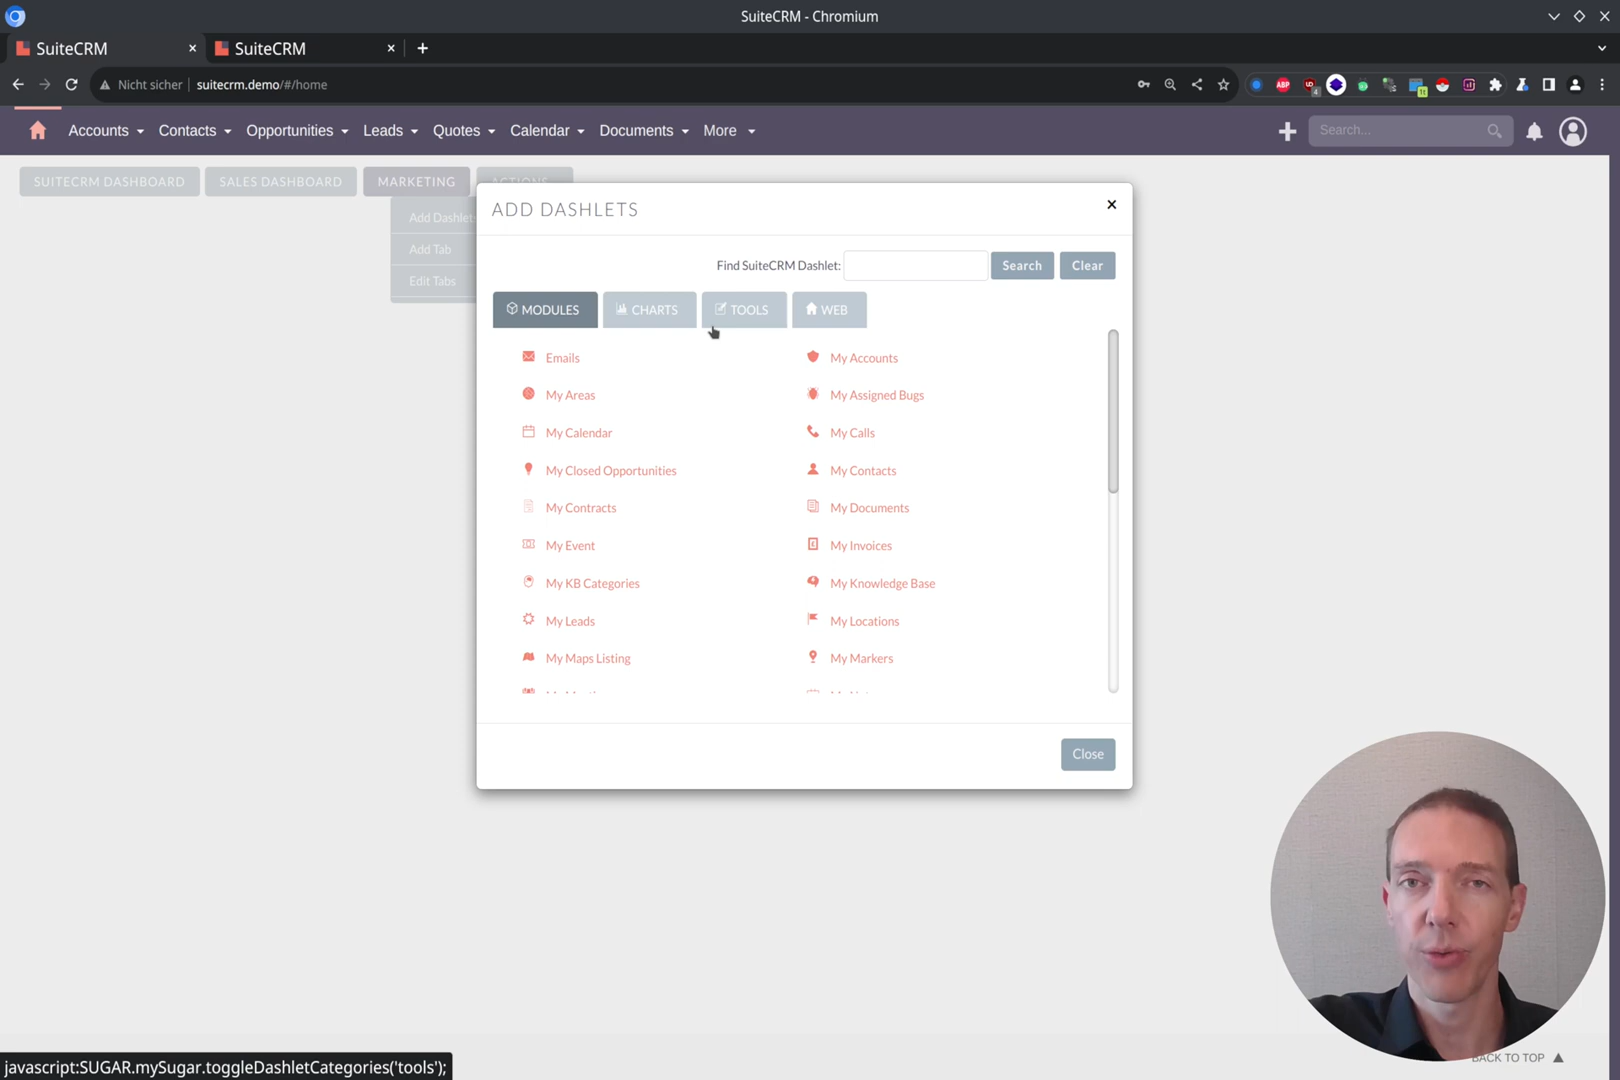 SuiteCRM - Chromium
SuiteCRM
SuiteCRM
Nicht sicher
suitecrm.demo/#/home
Accounts
Contacts
Opportunities
Leads
Quotes
Calendar
Documents
More
Search...
SUITECRM DASHBOARD
SALES DASHBOARD
MARKETING
ACTIONS
Add Dashlets
Add Tab
Edit Tabs
ADD DASHLETS
Find SuiteCRM Dashlet:
Search
Clear
MODULES
CHARTS
TOOLS
WEB
Emails
My Accounts
My Areas
My Assigned Bugs
My Calendar
My Calls
My Closed Opportunities
My Contacts
My Contracts
My Documents
My Event
My Invoices
My KB Categories
My Knowledge Base
My Leads
My Locations
My Maps Listing
My Markers
Close
BACK TO TOP
javascript:SUGAR.mySugar.toggleDashletCategories('tools');